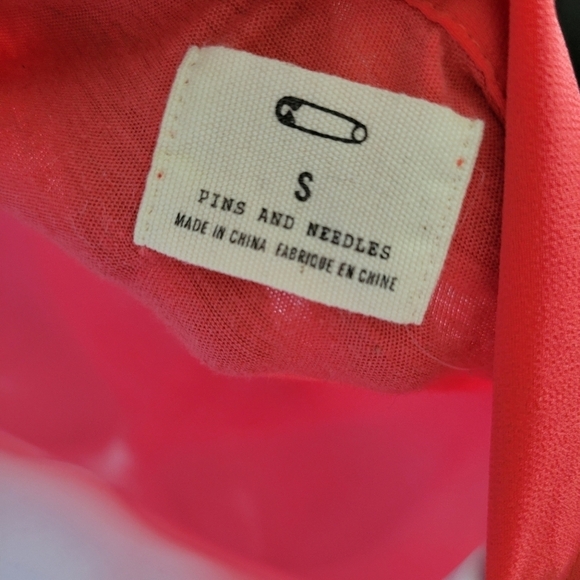 S
PINS AND NEEDLES
MADE IN CHINA FABRIQUE EN CHINE